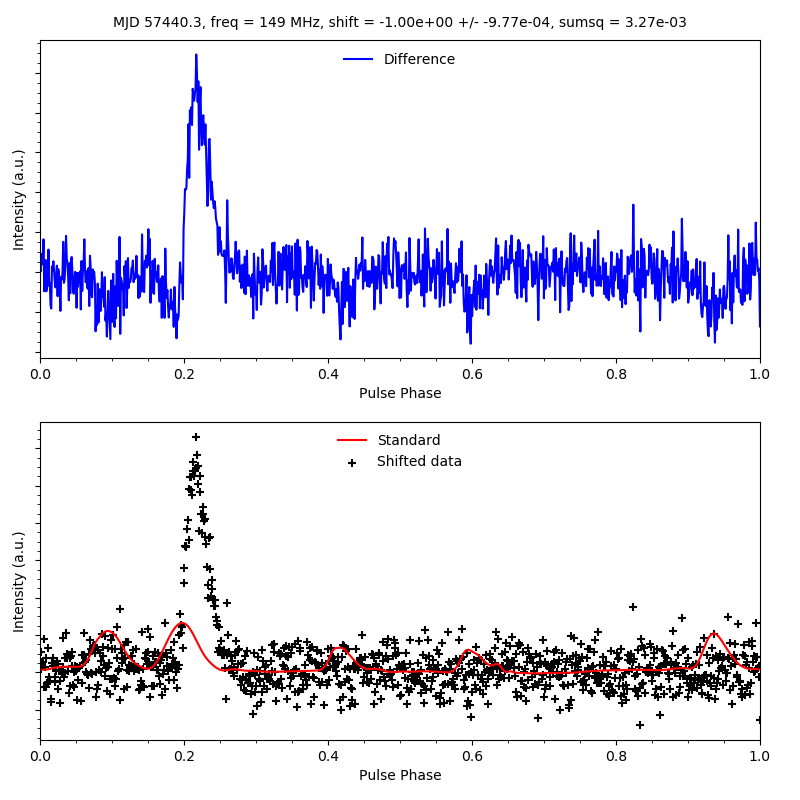 MJD 57440.3, freq = 149 MHz, shift = -1.00e+00 +/- -9.77e-04, sumsq = 3.27e-03
Difference
Intensity (a.u.)
0.0 0.2 0.4 0.6 0.8 1.0
Pulse Phase
Standard
Shifted data
Intensity (a.u.)
0.0 0.2 0.4 0.6 0.8 1.0
Pulse Phase